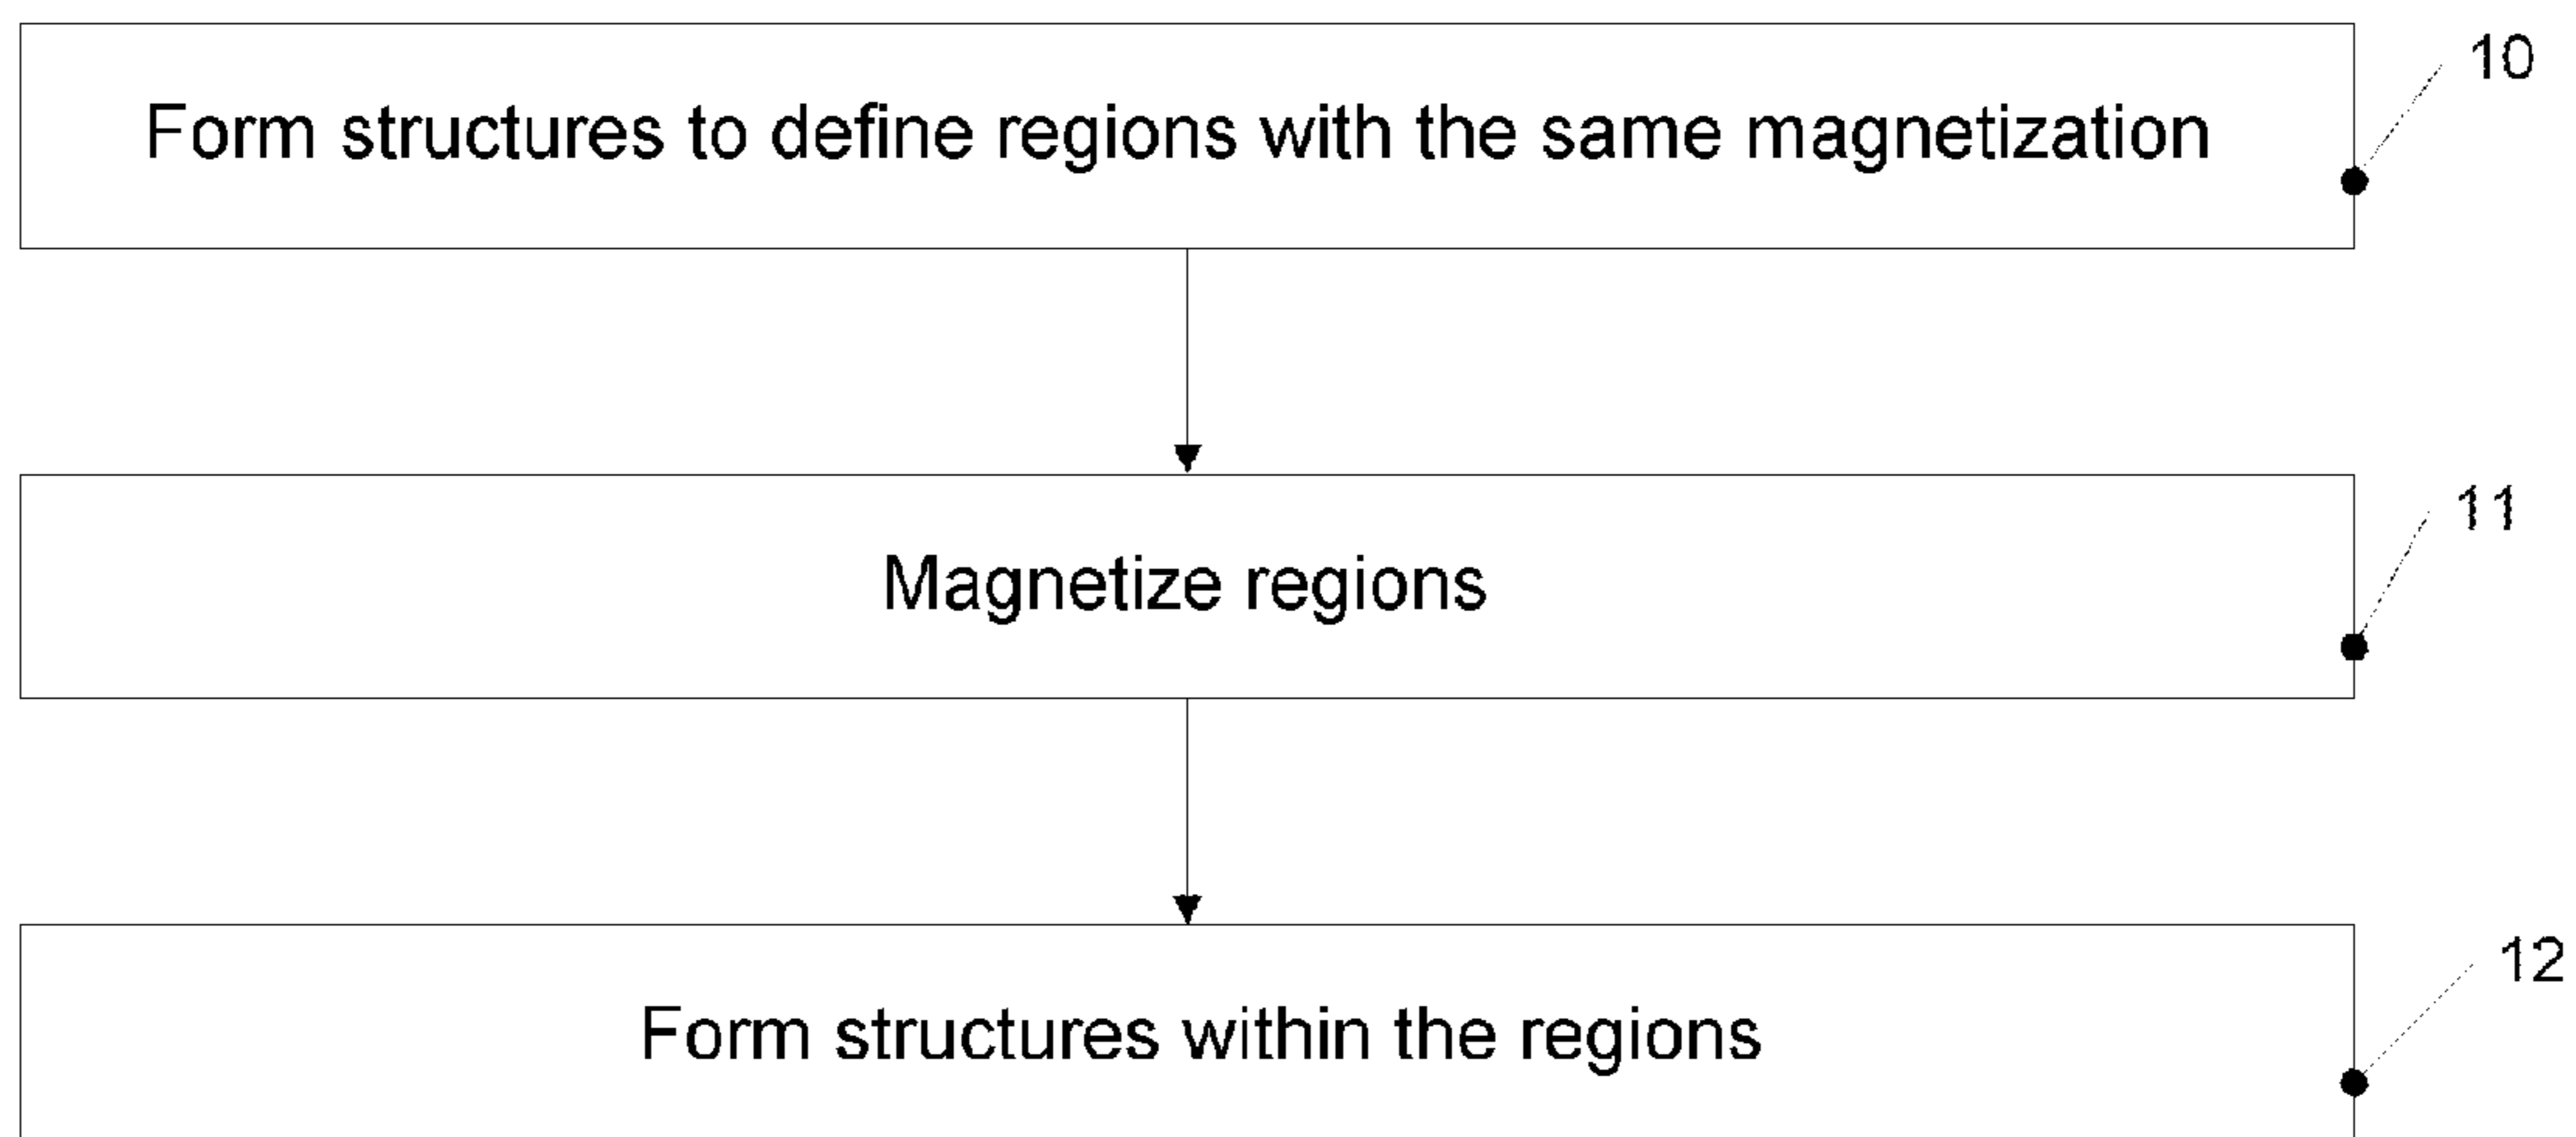 10
Form structures to define regions with the same magnetization
11
Magnetize regions
12
Form structures within the regions